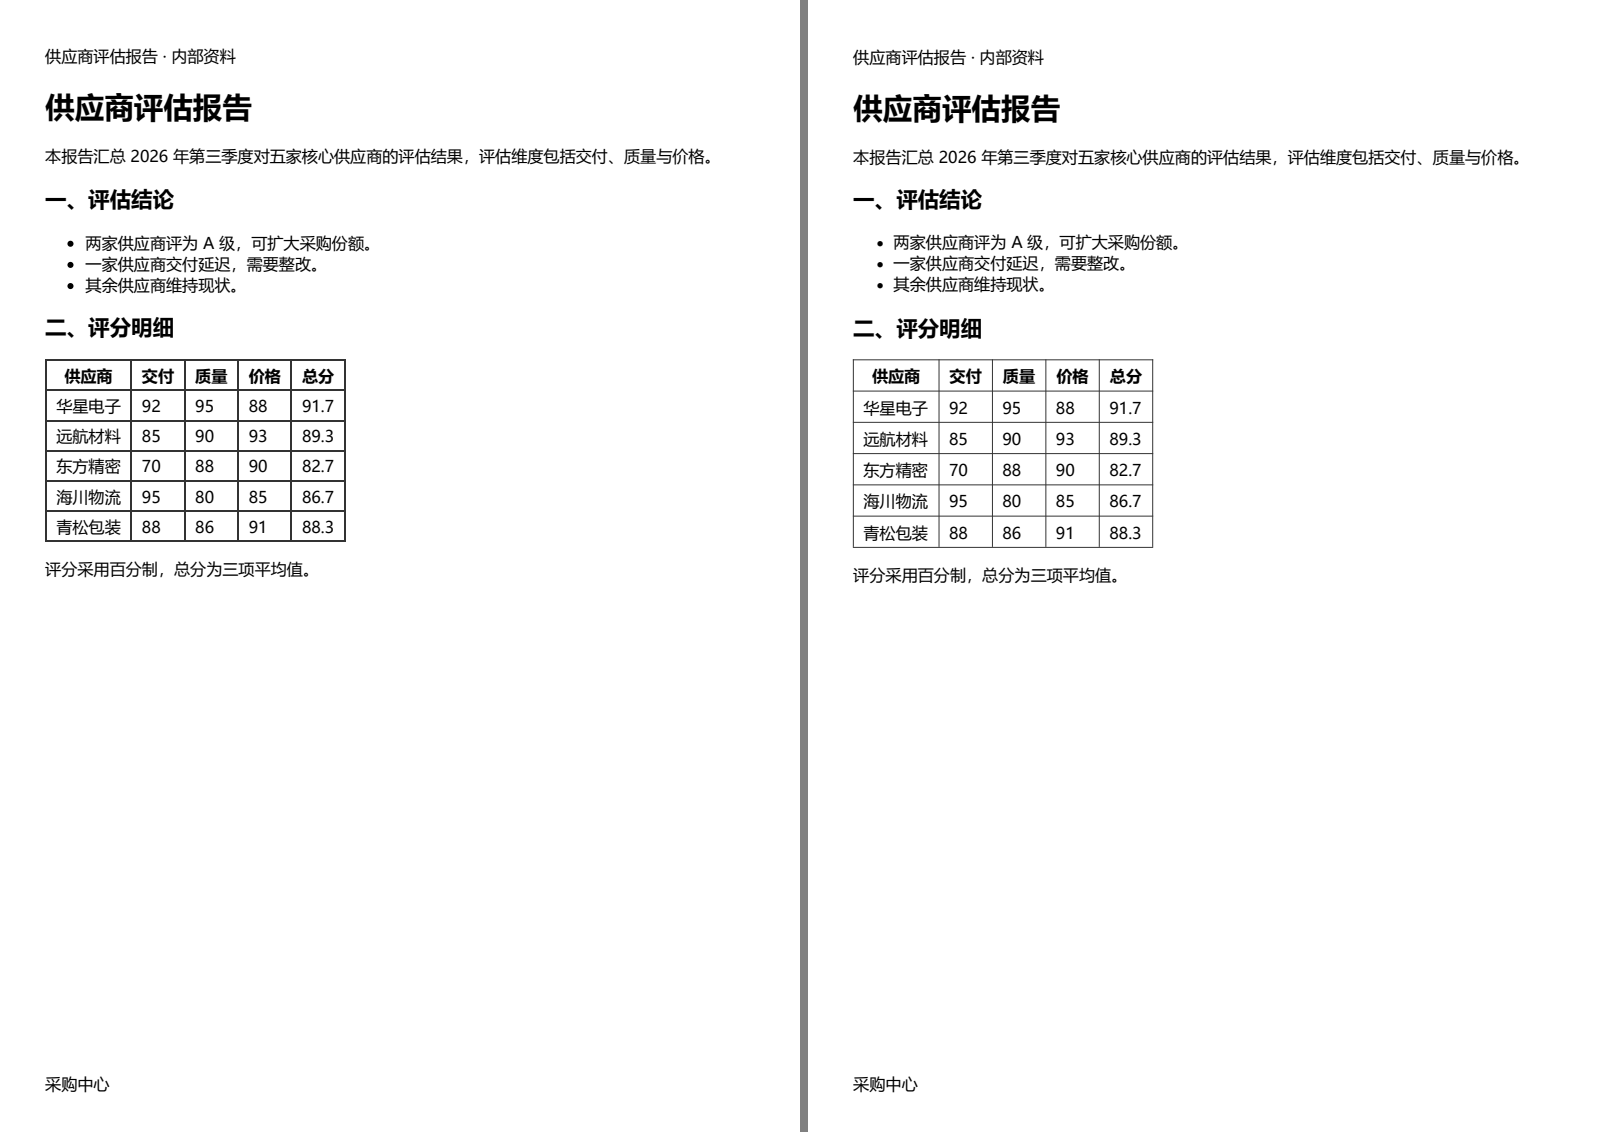 供应商评估报告 · 内部资料
供应商评估报告
本报告汇总 2026 年第三季度对五家核心供应商的评估结果，评估维度包括交付、质量与价格。
一、评估结论
• 两家供应商评为 A 级，可扩大采购份额。
• 一家供应商交付延迟，需要整改。
• 其余供应商维持现状。
二、评分明细
供应商 交付 质量 价格 总分
华星电子 92 95 88 91.7
远航材料 85 90 93 89.3
东方精密 70 88 90 82.7
海川物流 95 80 85 86.7
青松包装 88 86 91 88.3
评分采用百分制，总分为三项平均值。
采购中心
供应商评估报告 · 内部资料
供应商评估报告
本报告汇总 2026 年第三季度对五家核心供应商的评估结果，评估维度包括交付、质量与价格。
一、评估结论
• 两家供应商评为 A 级，可扩大采购份额。
• 一家供应商交付延迟，需要整改。
• 其余供应商维持现状。
二、评分明细
供应商 交付 质量 价格 总分
华星电子 92 95 88 91.7
远航材料 85 90 93 89.3
东方精密 70 88 90 82.7
海川物流 95 80 85 86.7
青松包装 88 86 91 88.3
评分采用百分制，总分为三项平均值。
采购中心